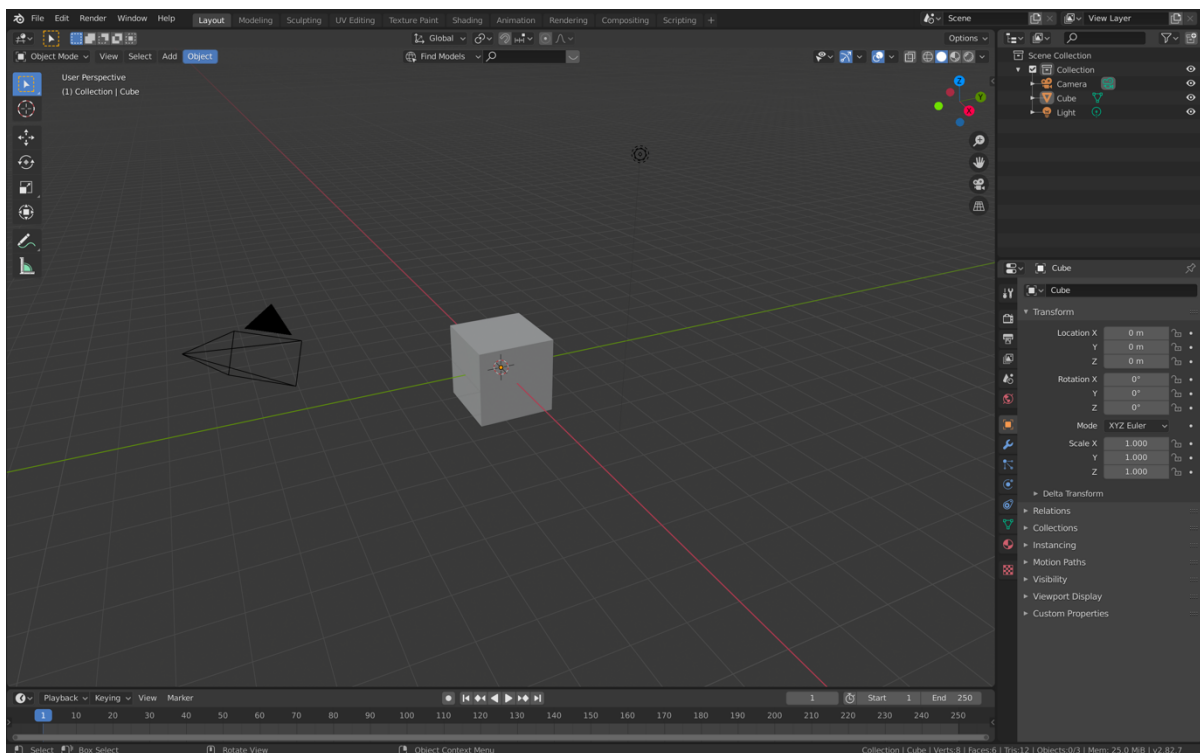 File Edit Render Window Help Layout Modeling Sculpting UV Editing Texture Paint Shading Animation Rendering Compositing Scripting + Scene View Layer
Global Options
Object Mode View Select Add Object Find Models
User Perspective
(1) Collection | Cube
Z
Y
X
Scene Collection
Collection
Camera
Cube
Light
Cube
Cube
Transform
Location X 0 m
Y 0 m
Z 0 m
Rotation X 0°
Y 0°
Z 0°
Mode XYZ Euler
Scale X 1.000
Y 1.000
Z 1.000
Delta Transform
Relations
Collections
Instancing
Motion Paths
Visibility
Viewport Display
Custom Properties
Playback Keying View Marker 1 Start 1 End 250
1 10 20 30 40 50 60 70 80 90 100 110 120 130 140 150 160 170 180 190 200 210 220 230 240 250
Select Box Select Rotate View Object Context Menu Collection | Cube | Verts:8 | Faces:6 | Tris:12 | Objects:0/3 | Mem: 25.0 MiB | v2.82.7